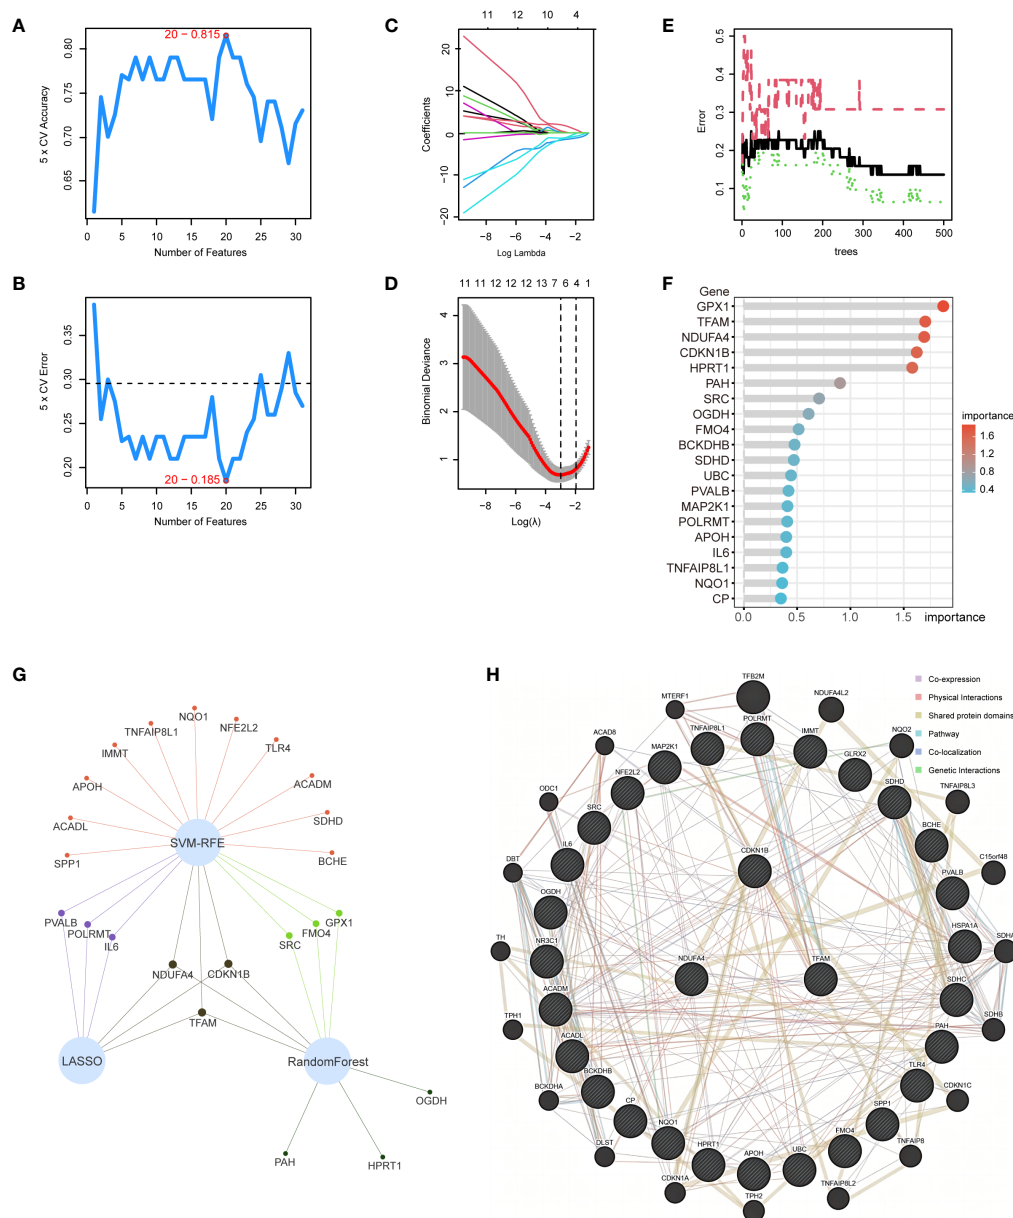 A
20 − 0.815
5 x CV Accuracy
0.80
0.75
0.70
0.65
0 5 10 15 20 25 30
Number of Features
B
5 x CV Error
0.35
0.30
0.25
0.20
20 − 0.185
0 5 10 15 20 25 30
Number of Features
C
11 12 10 4
Coefficients
20
10
0
−10
−20
−8 −6 −4 −2
Log Lambda
D
11 11 12 12 12 13 7 6 4 1
Binomial Deviance
4
3
2
1
−8 −6 −4 −2
Log(λ)
E
Error
0.5
0.4
0.3
0.2
0.1
0 100 200 300 400 500
trees
F
Gene
GPX1
TFAM
NDUFA4
CDKN1B
HPRT1
PAH
SRC
OGDH
FMO4
BCKDHB
SDHD
UBC
PVALB
MAP2K1
POLRMT
APOH
IL6
TNFAIP8L1
NQO1
CP
0.0 0.5 1.0 1.5 importance
importance
1.6
1.2
0.8
0.4
G
NQO1
TNFAIP8L1
NFE2L2
IMMT
TLR4
APOH
ACADM
ACADL
SDHD
SVM-RFE
SPP1
BCHE
PVALB
POLRMT
IL6
GPX1
FMO4
SRC
NDUFA4
CDKN1B
TFAM
LASSO
RandomForest
OGDH
PAH
HPRT1
H
Co-expression
Physical Interactions
Shared protein domains
Pathway
Co-localization
Genetic Interactions
TFB2M
MTERF1
NDUFA4L2
TNFAIP8L1
POLRMT
IMMT
NQO2
ACAD8
MAP2K1
GLRX2
NFE2L2
SDHD
ODC1
TNFAIP8L3
SRC
BCHE
IL6
CDKN1B
C15orf48
DBT
PVALB
OGDH
HSPA1A
TH
NR3C1
NDUFA4
TFAM
SDHA
ACADM
SDHC
TPH1
SDHB
ACADL
PAH
BCKDHB
TLR4
BCKDHA
CDKN1C
CP
SPP1
NQO1
FMO4
DLST
HPRT1
APOH
UBC
TNFAIP8
CDKN1A
TPH2
TNFAIP8L2